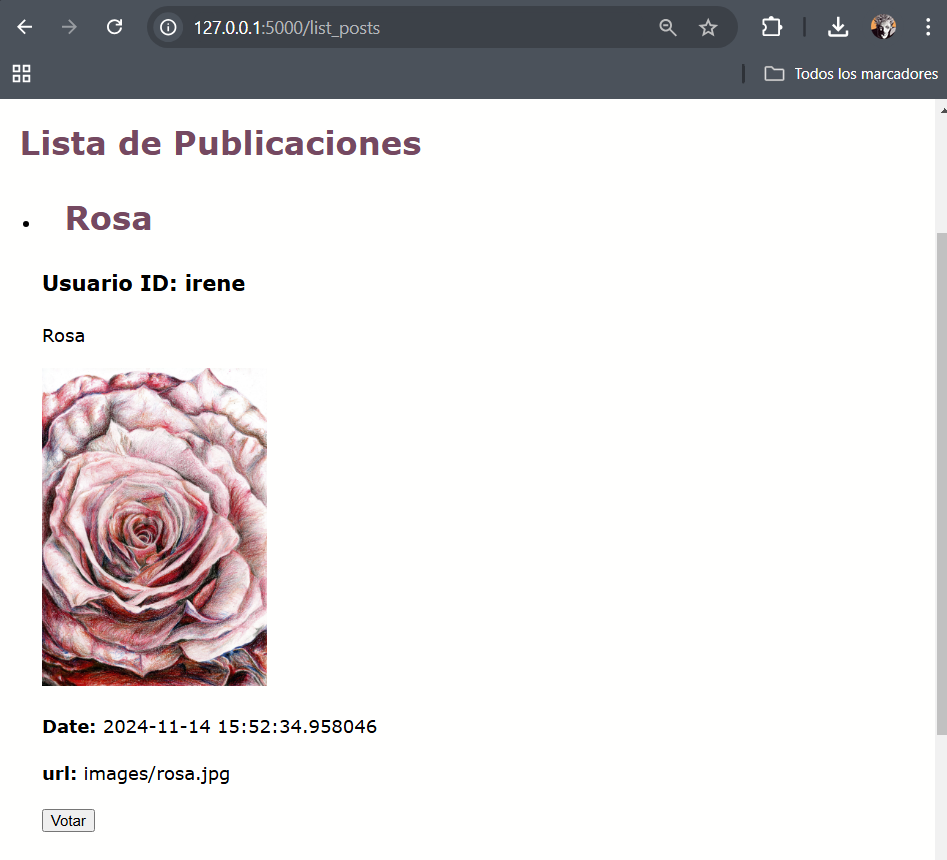 127.0.0.1:5000/list_posts
Todos los marcadores
Lista de Publicaciones
Rosa
Usuario ID: irene
Rosa
Date: 2024-11-14 15:52:34.958046
url: images/rosa.jpg
Votar